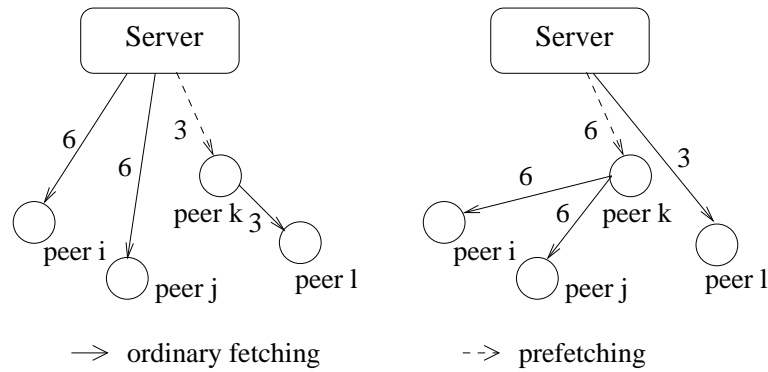 Server
6
6
3
peer k
3
peer i
peer j
peer l
Server
6
3
6
6
peer k
peer i
peer j
peer l
ordinary fetching
prefetching